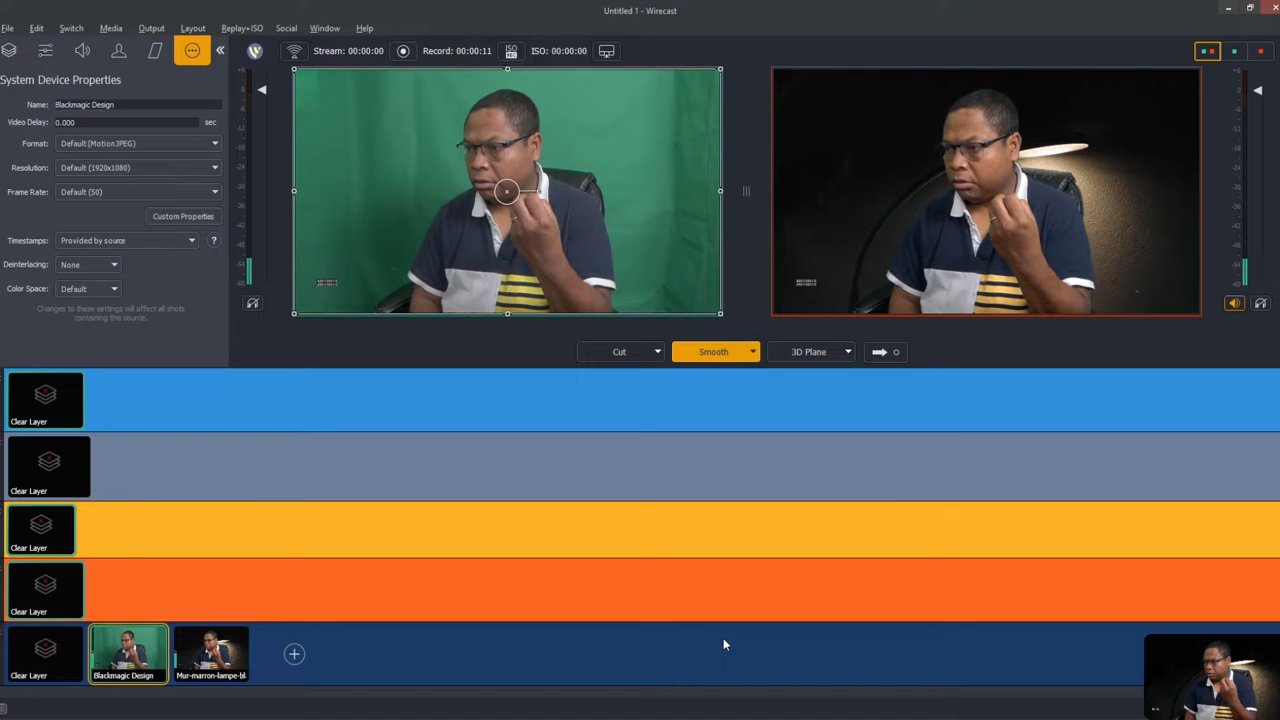 Untitled 1 - Wirecast
File Edit Switch Media Output Layout Replay+ISO Social Window Help
Stream: 00:00:00 Record: 00:00:11 ISO REC ISO: 00:00:00
System Device Properties
Name: Blackmagic Design
Video Delay: 0.000 sec
Format: Default (MotionJPEG)
Resolution: Default (1920x1080)
Frame Rate: Default (50)
Custom Properties
Timestamps: Provided by source ?
Deinterlacing: None
Color Space: Default
Changes to these settings will affect all shots
containing this source.
Cut Smooth 3D Plane
Clear Layer
Clear Layer
Clear Layer
Clear Layer
Clear Layer Blackmagic Design Mur-marron-lampe-bl